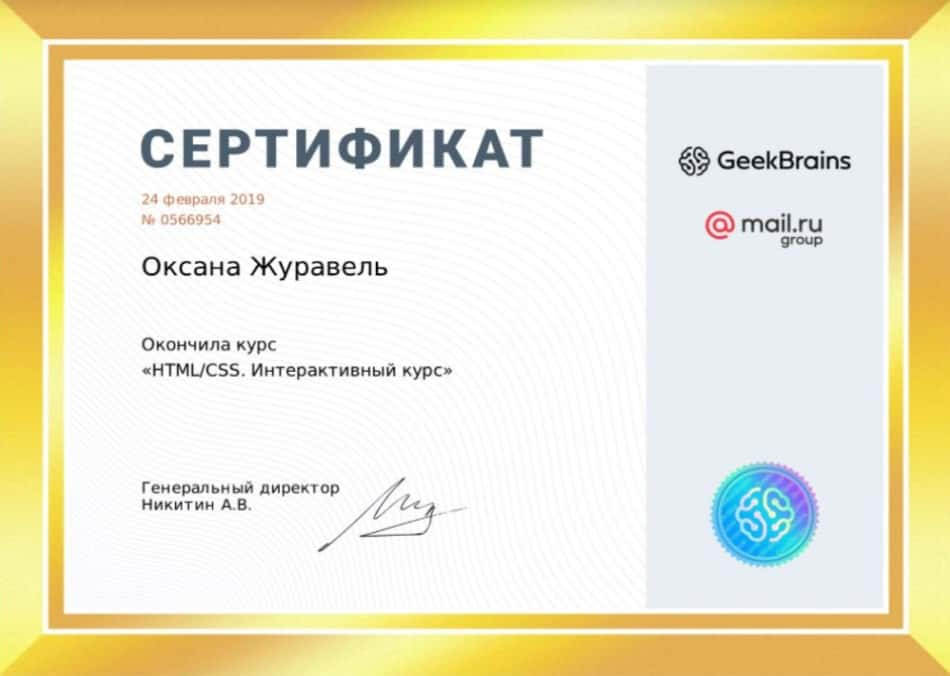 СЕРТИФИКАТ
24 февраля 2019
№ 0566954
Оксана Журавель
Окончила курс
«HTML/CSS. Интерактивный курс»
Генеральный директор
Никитин А.В.
GeekBrains
@mail.ru
group